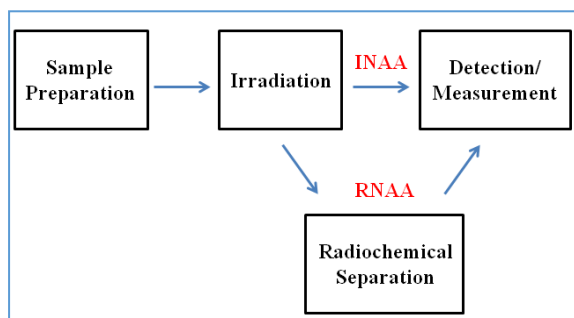 Sample
Preparation
Irradiation
INAA
Detection/
Measurement
RNAA
Radiochemical
Separation